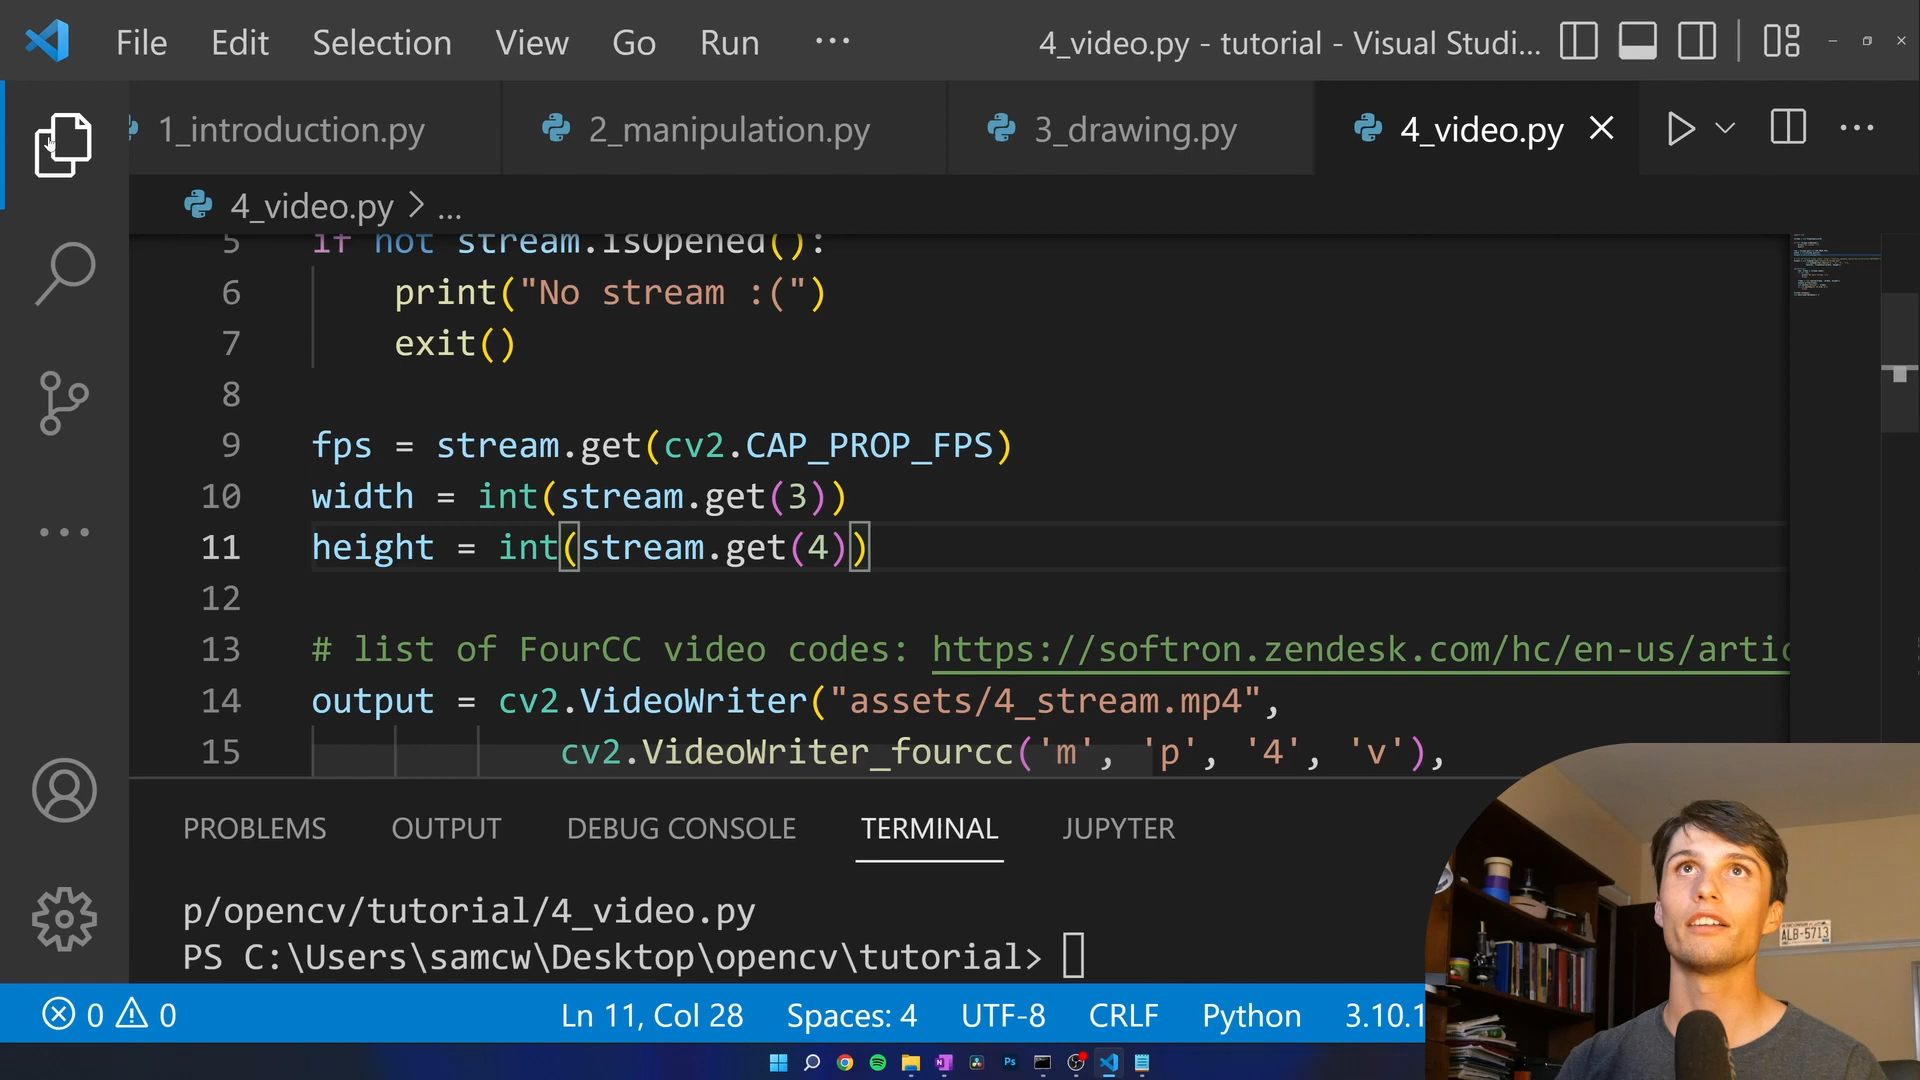 File Edit Selection View Go Run ...
4_video.py - tutorial - Visual Studi...
1_introduction.py 2_manipulation.py 3_drawing.py 4_video.py
4_video.py > ...
5 if not stream.isOpened():
6 print("No stream :(")
7 exit()
8
9 fps = stream.get(cv2.CAP_PROP_FPS)
10 width = int(stream.get(3))
11 height = int(stream.get(4))
12
13 # list of FourCC video codes: https://softron.zendesk.com/hc/en-us/artic
14 output = cv2.VideoWriter("assets/4_stream.mp4",
15 cv2.VideoWriter_fourcc('m', 'p', '4', 'v'),
PROBLEMS OUTPUT DEBUG CONSOLE TERMINAL JUPYTER
p/opencv/tutorial/4_video.py
PS C:\Users\samcw\Desktop\opencv\tutorial>
ALB-5713
0 0 Ln 11, Col 28 Spaces: 4 UTF-8 CRLF Python 3.10.1
Ps